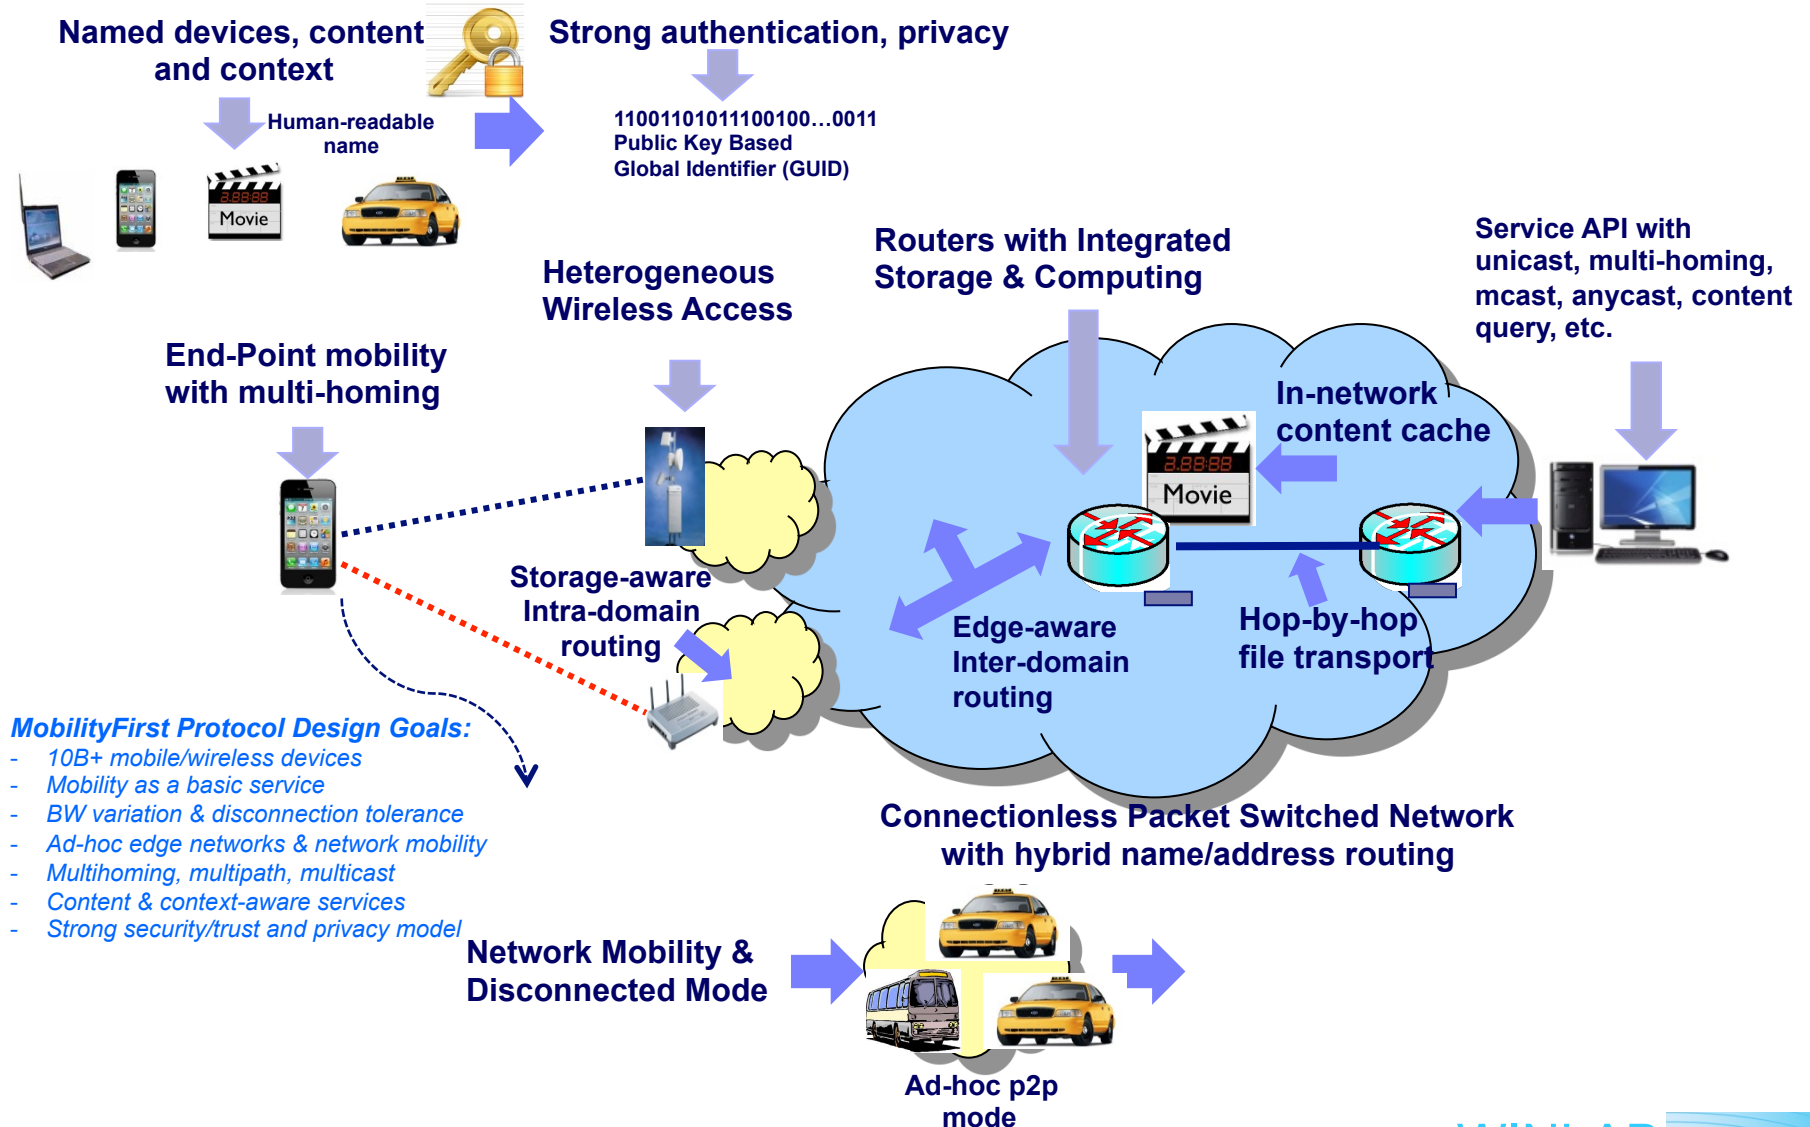 Named devices, content
and context
Strong authentication, privacy
Human-readable
name
11001101011100100...0011
Public Key Based
Global Identifier (GUID)
Movie
Routers with Integrated
Storage & Computing
Service API with
unicast, multi-homing,
mcast, anycast, content
query, etc.
Heterogeneous
Wireless Access
End-Point mobility
with multi-homing
In-network
content cache
Movie
Storage-aware
Intra-domain
routing
Edge-aware
Inter-domain
routing
Hop-by-hop
file transport
MobilityFirst Protocol Design Goals:
- 10B+ mobile/wireless devices
- Mobility as a basic service
- BW variation & disconnection tolerance
- Ad-hoc edge networks & network mobility
- Multihoming, multipath, multicast
- Content & context-aware services
- Strong security/trust and privacy model
Connectionless Packet Switched Network
with hybrid name/address routing
Network Mobility &
Disconnected Mode
Ad-hoc p2p
mode